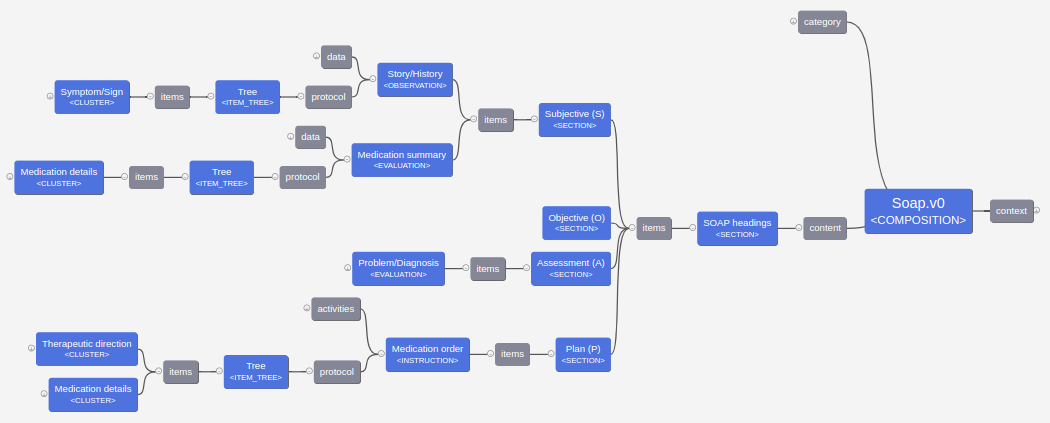 category
data
Story/History
<OBSERVATION>
Symptom/Sign
<CLUSTER>
items
Tree
<ITEM_TREE>
protocol
items
Subjective (S)
<SECTION>
data
Medication summary
<EVALUATION>
Medication details
<CLUSTER>
items
Tree
<ITEM_TREE>
protocol
Soap.v0
<COMPOSITION>
context
Objective (O)
<SECTION>
items
SOAP headings
<SECTION>
content
Problem/Diagnosis
<EVALUATION>
items
Assessment (A)
<SECTION>
activities
Therapeutic direction
<CLUSTER>
Medication order
<INSTRUCTION>
items
Plan (P)
<SECTION>
items
Tree
<ITEM_TREE>
protocol
Medication details
<CLUSTER>